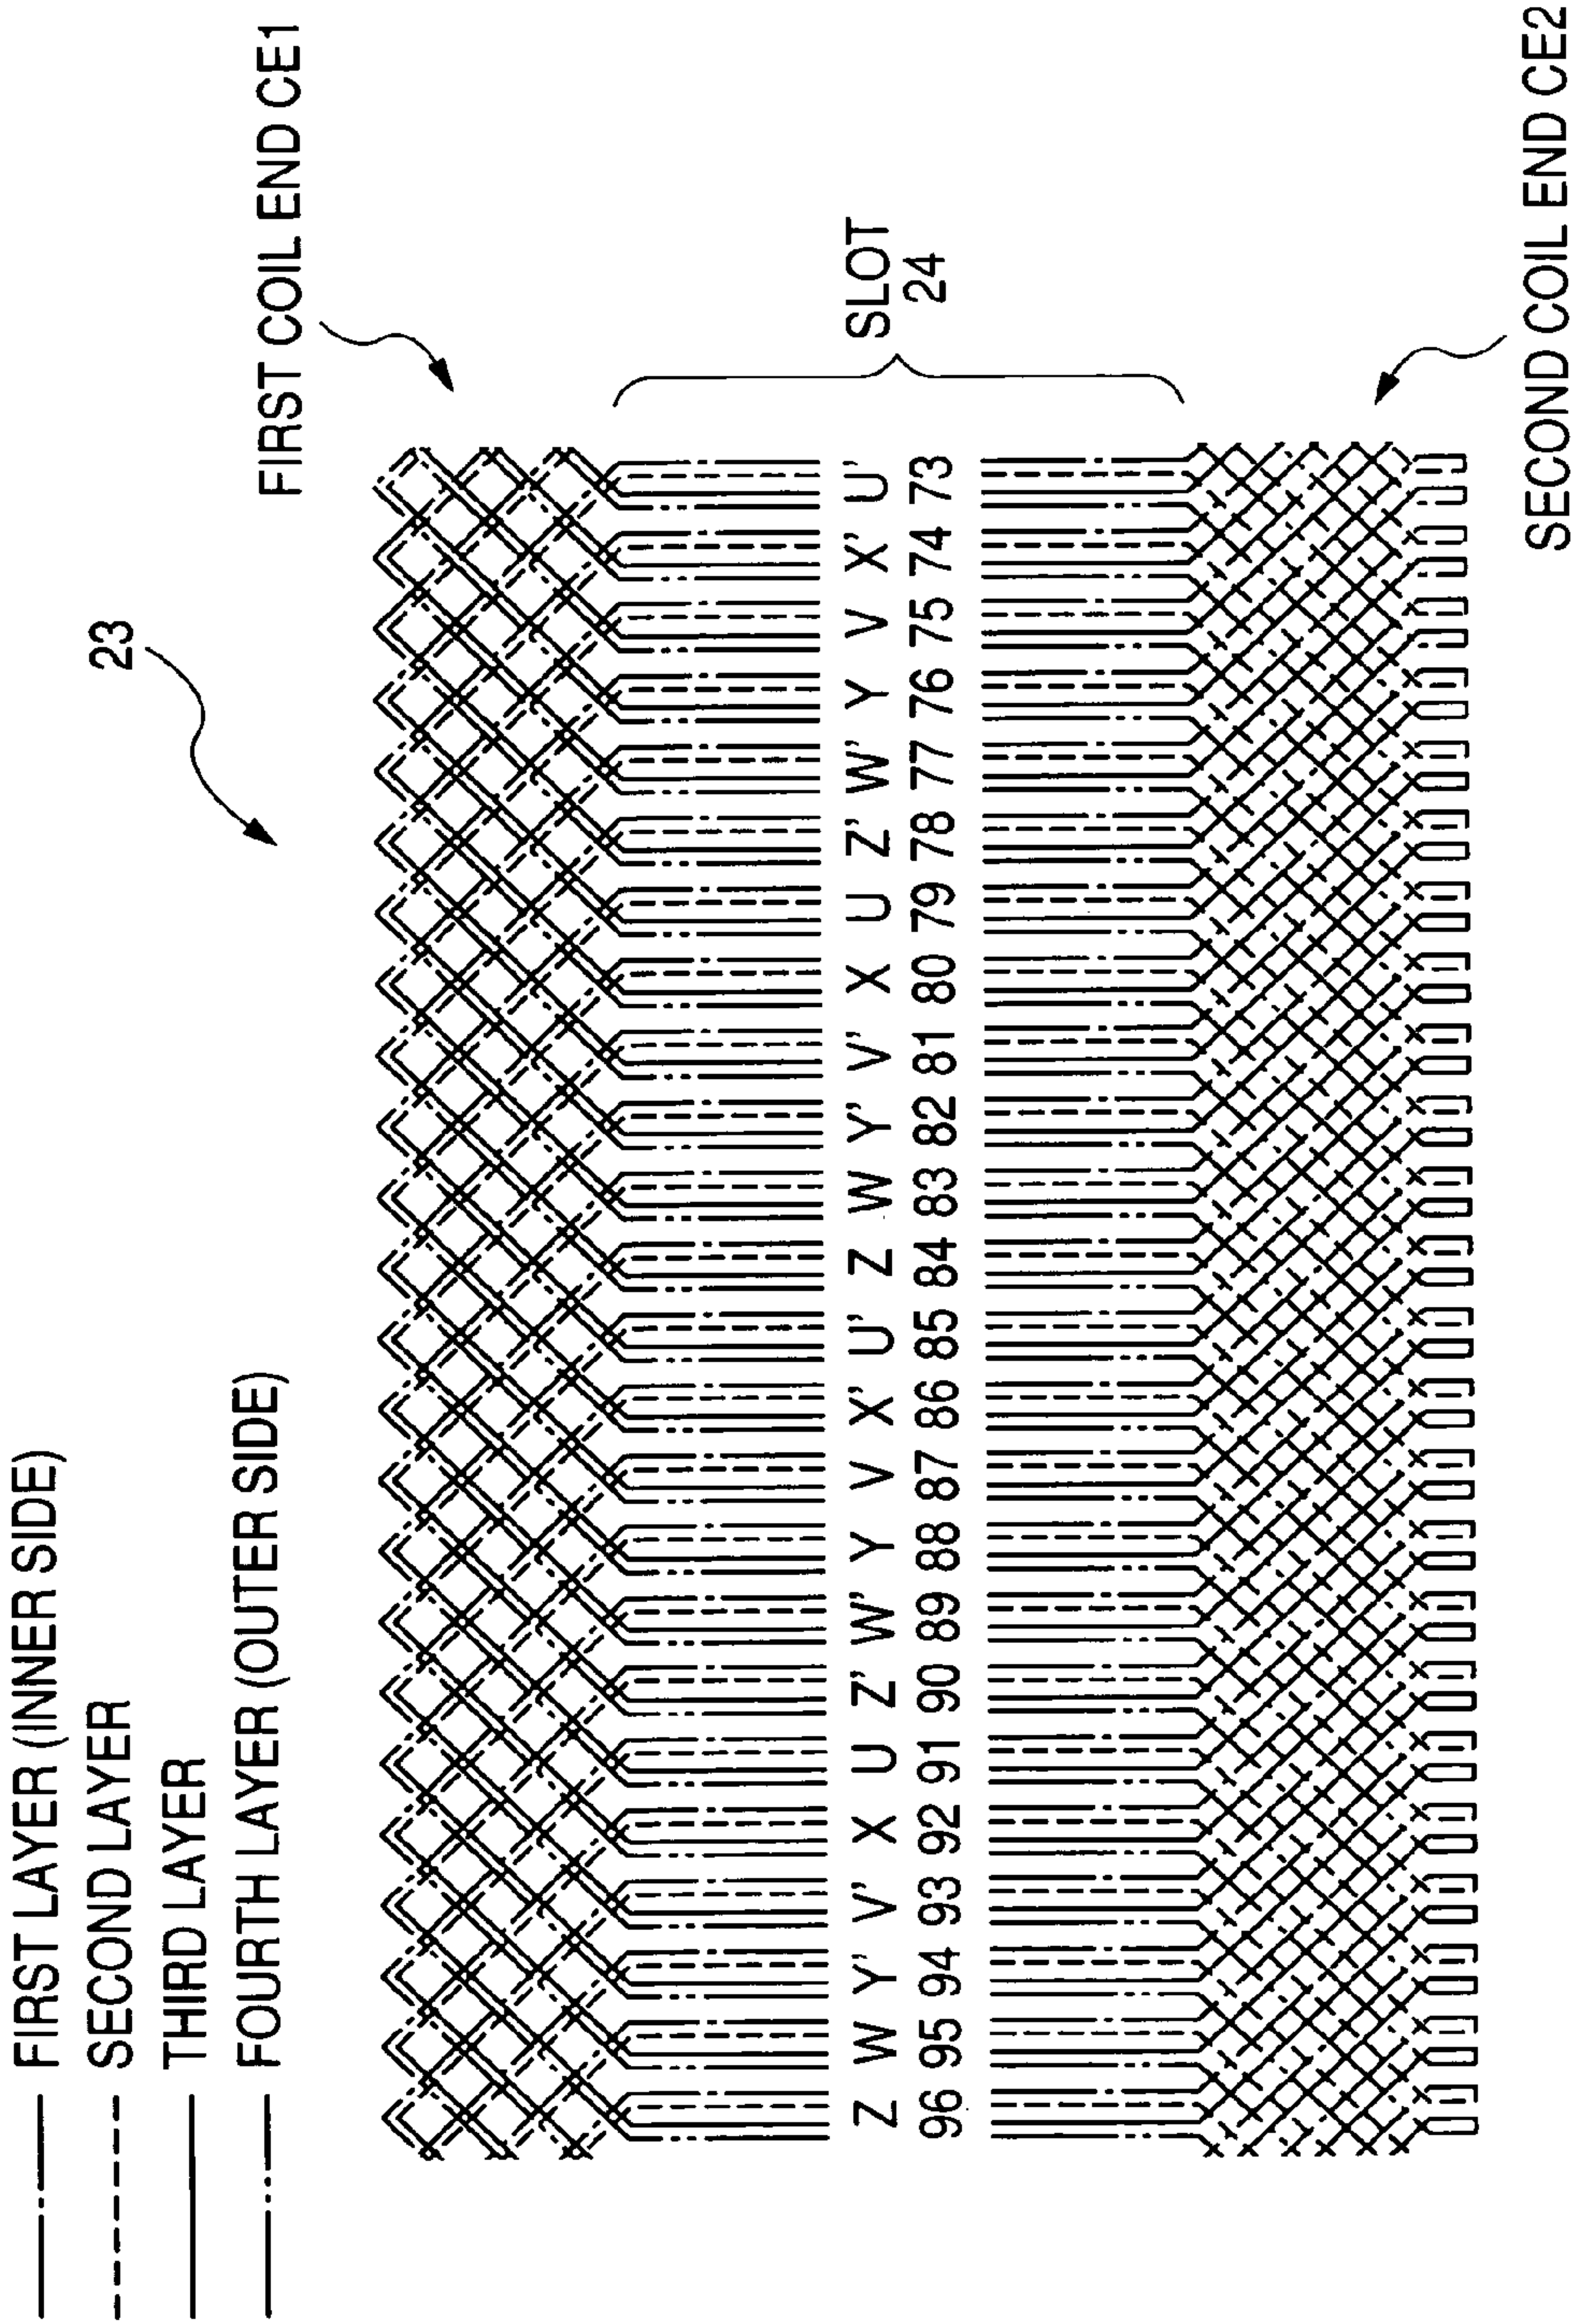 FIRST LAYER (INNER SIDE)
SECOND LAYER
THIRD LAYER
FOURTH LAYER (OUTER SIDE)
23
FIRST COIL END CE1
Z W Y' V' X U Z' W' Y V X' U' Z W Y' V' X U Z' W' Y V X' U'
96 95 94 93 92 91 90 89 88 87 86 85 84 83 82 81 80 79 78 77 76 75 74 73
SLOT
24
SECOND COIL END CE2